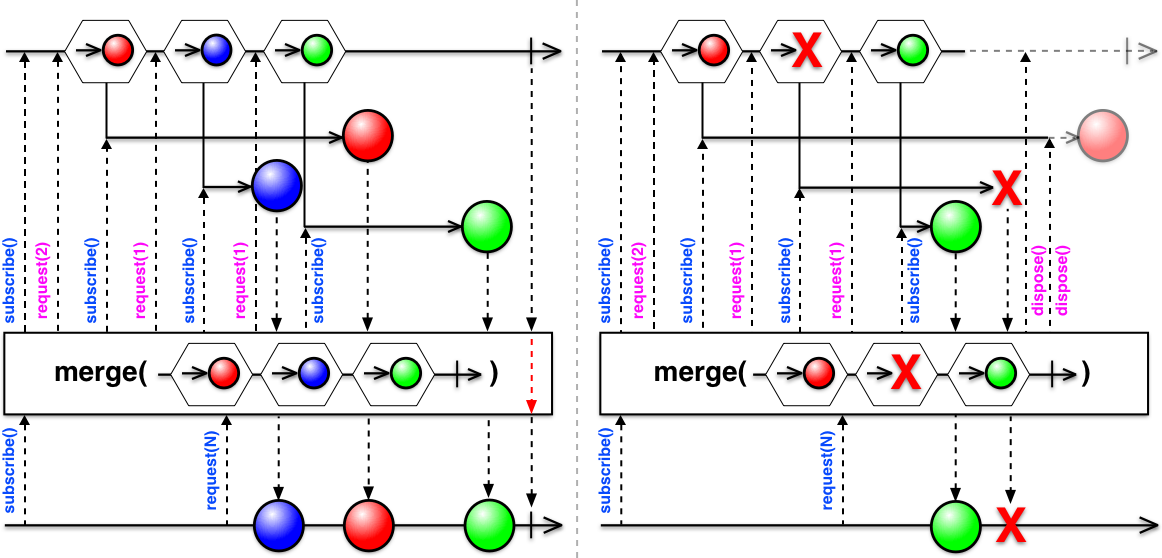 subscribe()
request(2)
subscribe()
request(1)
subscribe()
request(1)
subscribe()
merge( )
subscribe()
request(N)
subscribe()
request(2)
subscribe()
request(1)
subscribe()
request(1)
subscribe()
dispose()
dispose()
merge( )
subscribe()
request(N)